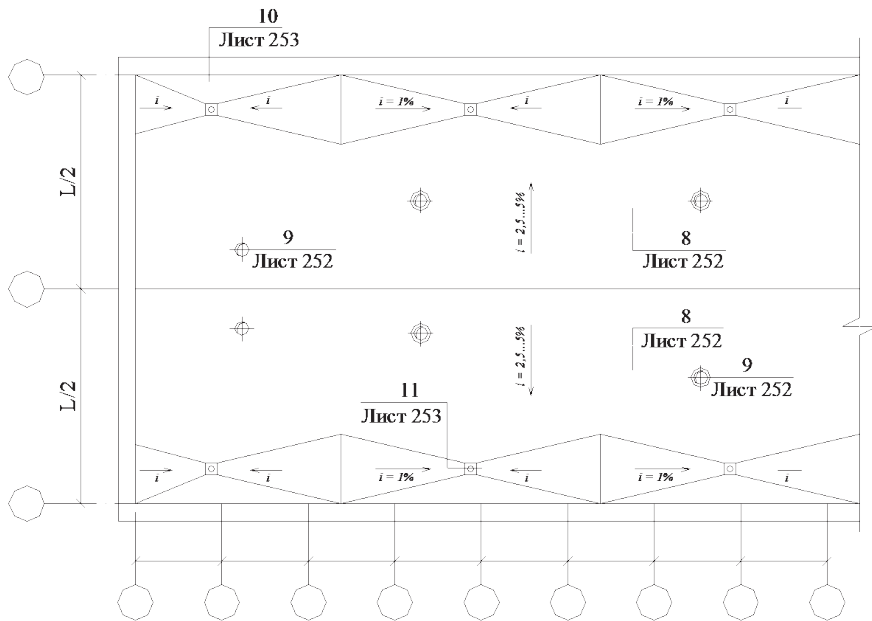 10
Лист 253
i
i
i = 1%
i
i = 1%
i
L/2
i = 2,5...5%
9
Лист 252
8
Лист 252
L/2
i = 2,5...5%
8
Лист 252
9
Лист 252
11
Лист 253
i
i
i = 1%
i
i = 1%
i